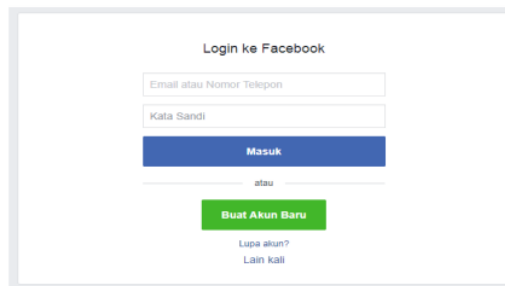 Login ke Facebook
Email atau Nomor Telepon
Kata Sandi
Masuk
atau
Buat Akun Baru
Lupa akun?
Lain kali